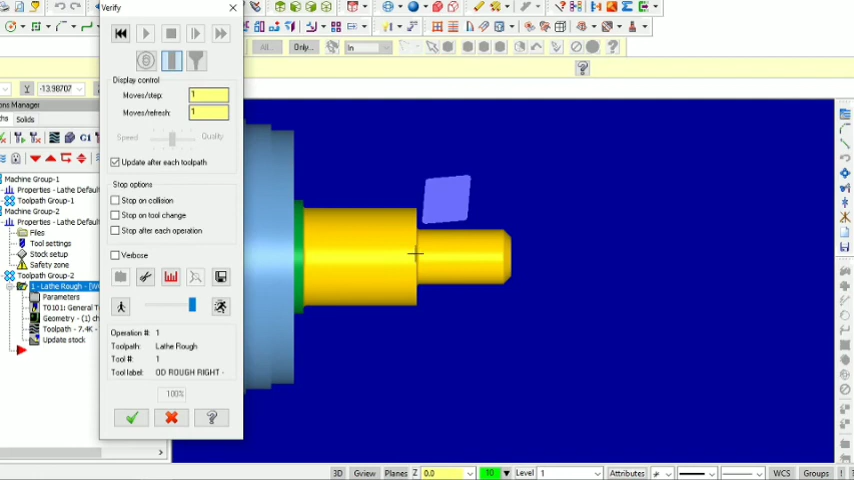 Verify
All...
Only...
In
Y
-13.98707
ons Manager
ths
Solids
G1
Machine Group-1
Properties - Lathe Default
Toolpath Group-1
Machine Group-2
Properties - Lathe Default
Files
Tool settings
Stock setup
Safety zone
Toolpath Group-2
1 - Lathe Rough - [WC
Parameters
T0101: General T
Geometry - (1) ch
Toolpath - 7.4K
Update stock
Display control
Moves/step:
1
Moves/refresh:
1
Speed
Quality
Update after each toolpath
Stop options
Stop on collision
Stop on tool change
Stop after each operation
Verbose
Operation #:
1
Toolpath:
Lathe Rough
Tool #:
1
Tool label:
OD ROUGH RIGHT -
100%
3D
Gview
Planes
Z
0.0
10
Level
1
Attributes
WCS
Groups
!
?